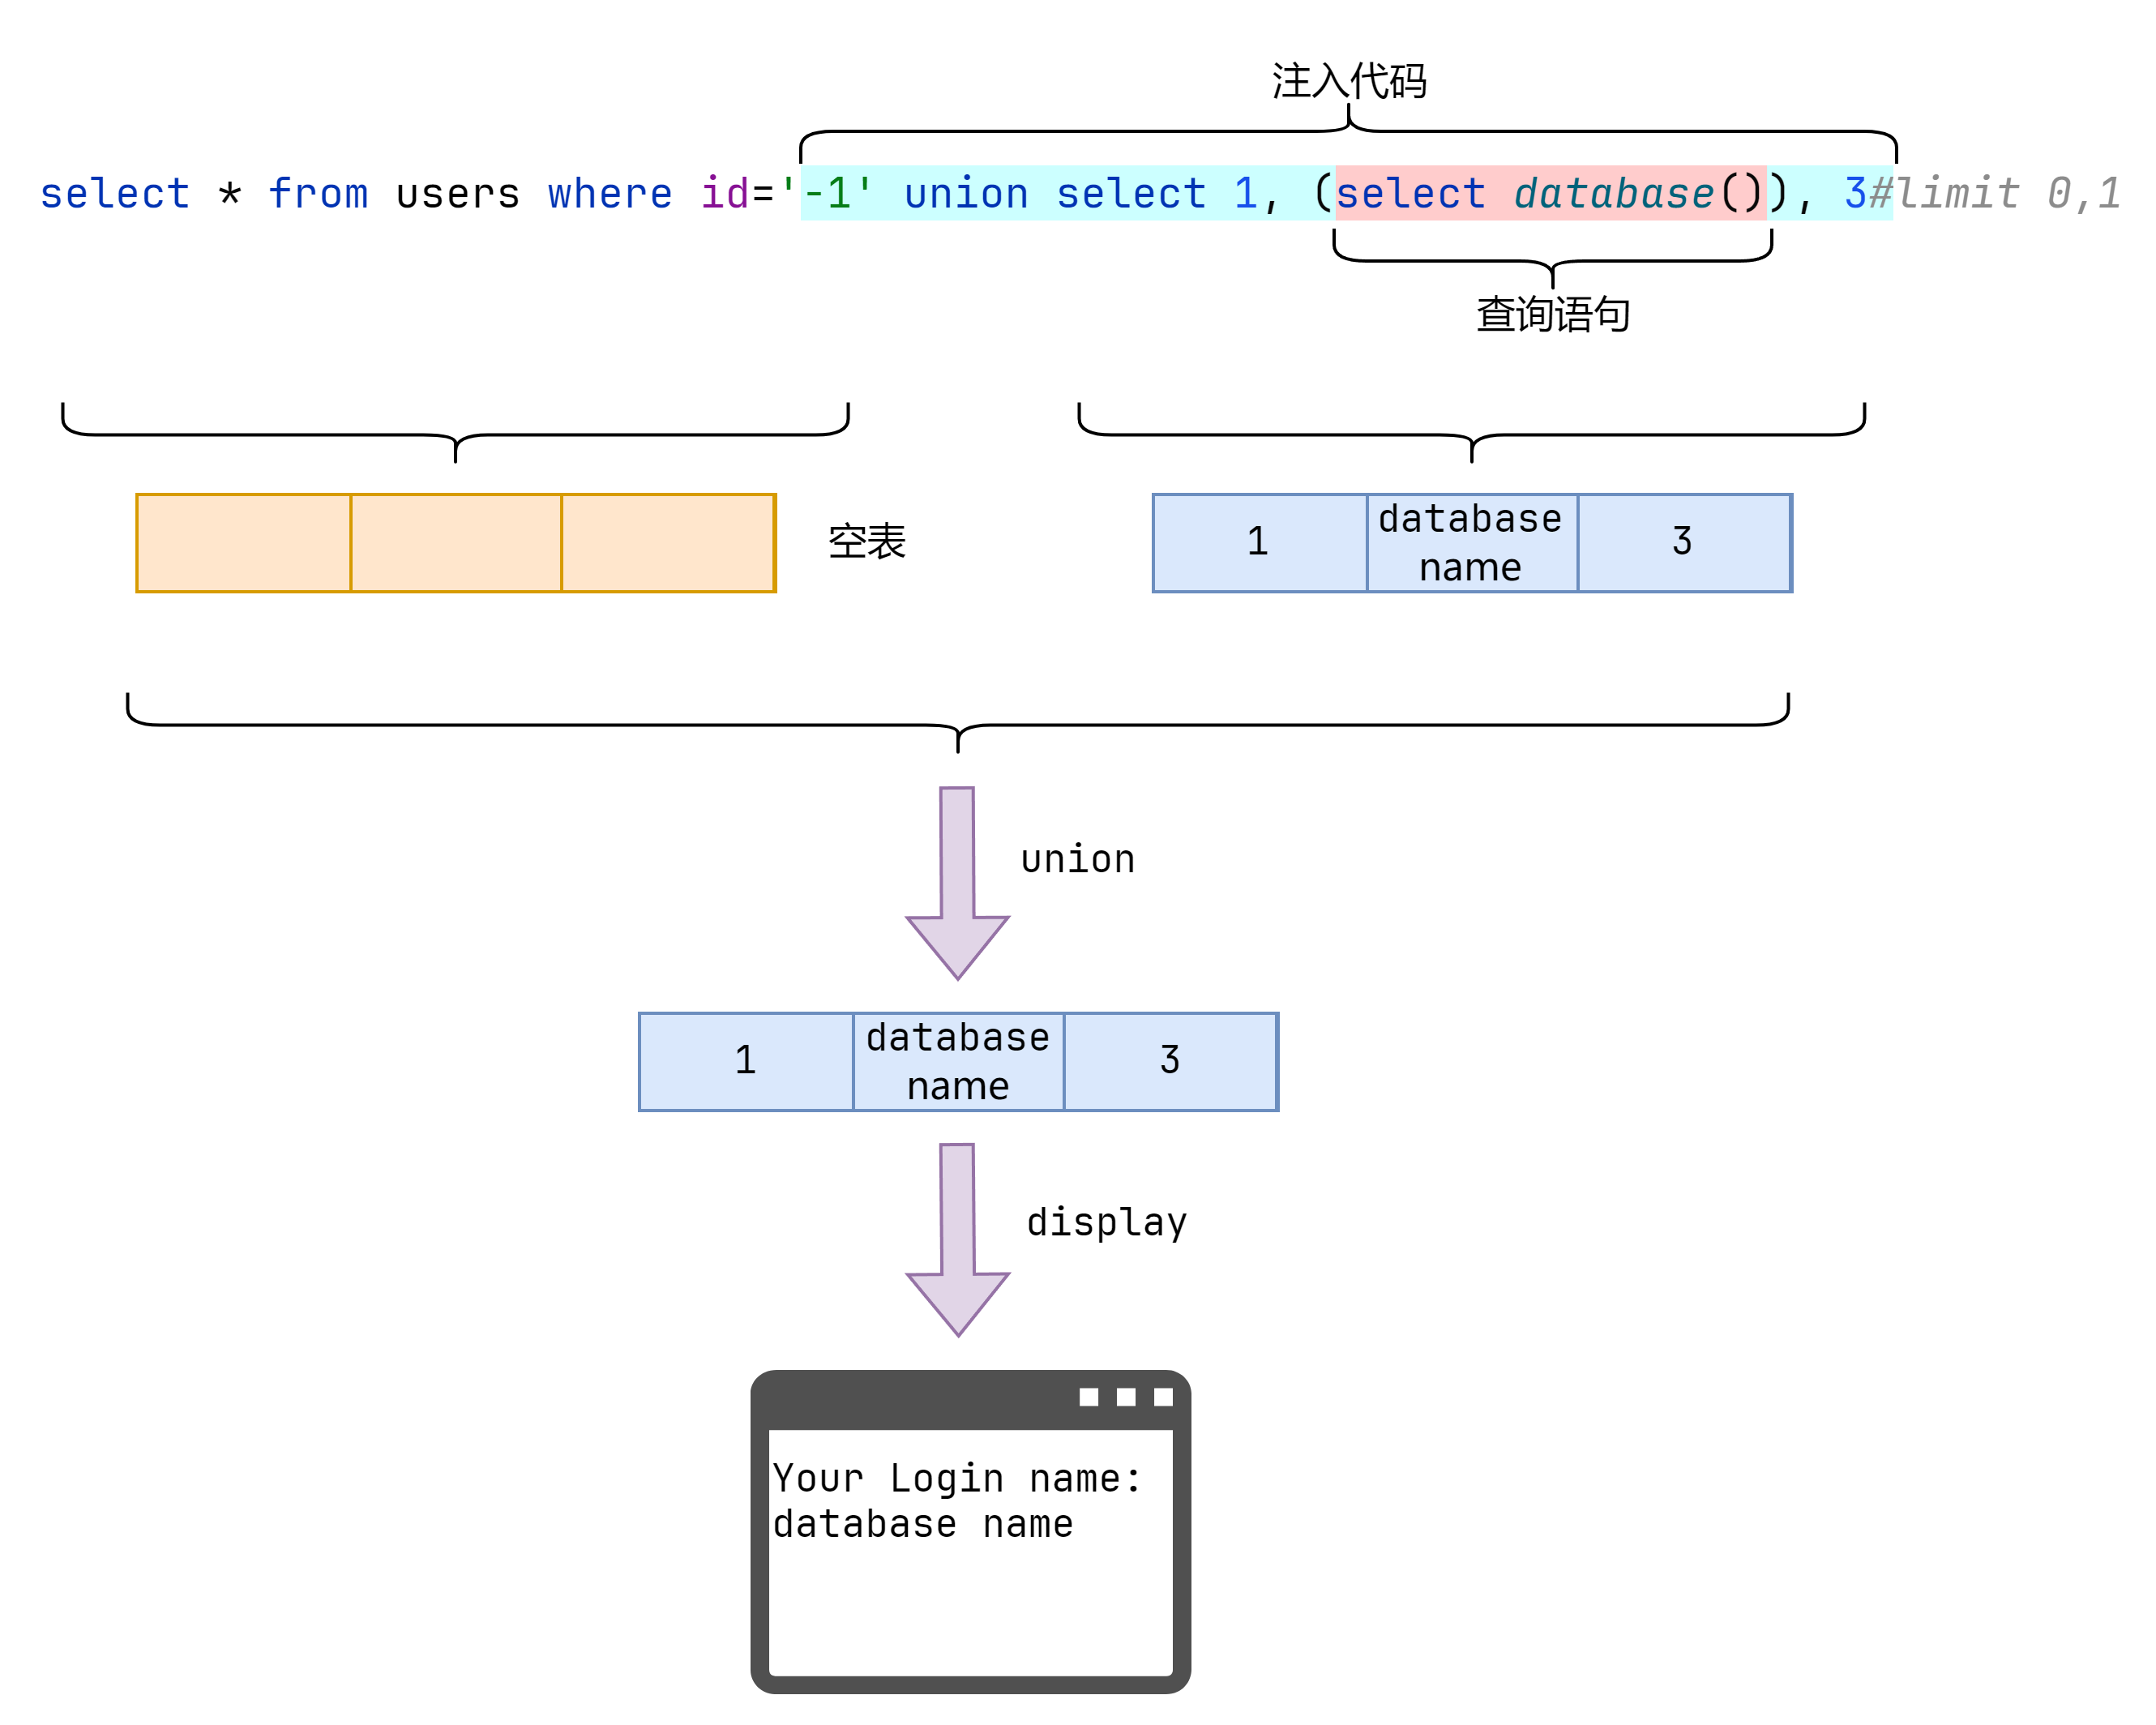 注入代码
select * from users where id='-1' union select 1, (select database()), 3#limit 0,1
查询语句
空表
1
database
name
3
union
1
database
name
3
display
Your Login name:
database name